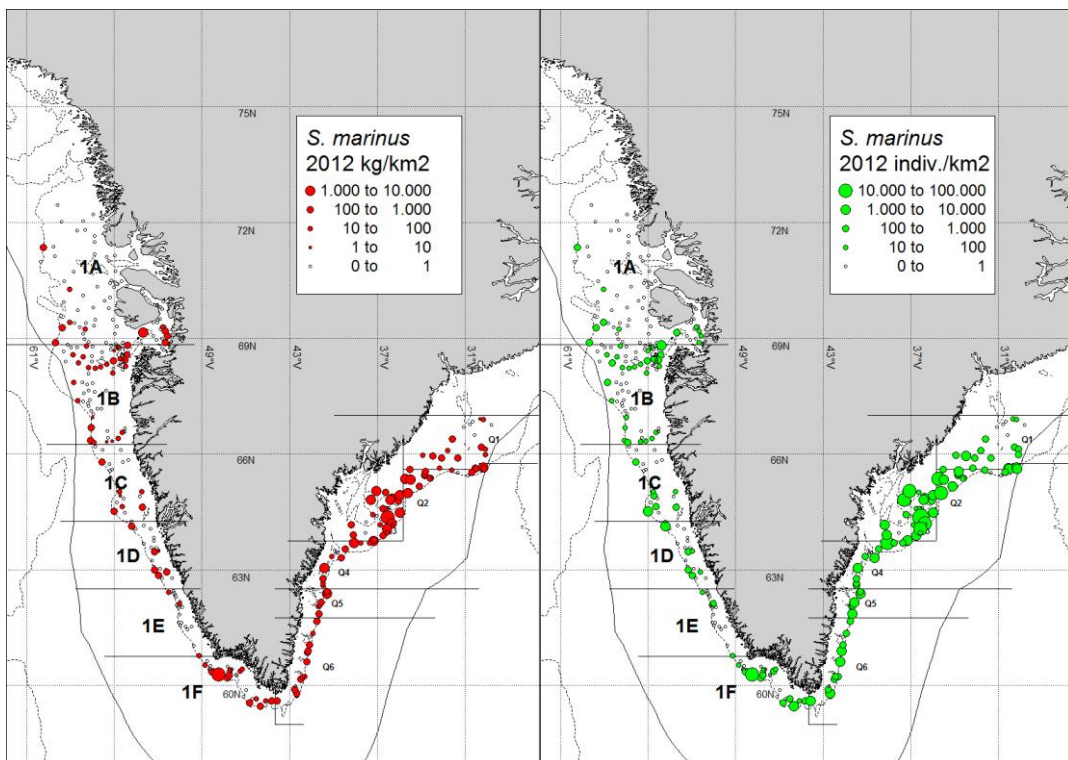 75N
S. marinus
2012 kg/km2
1.000 to 10.000
100 to 1.000
10 to 100
1 to 10
0 to 1
72N
1A
61°V
49°V
69N
43°V
37°V
31°V
1B
66N
Q1
1C
Q2
1D
63N
Q4
Q5
1E
Q6
1F
60N
75N
S. marinus
2012 indiv./km2
10.000 to 100.000
1.000 to 10.000
100 to 1.000
10 to 100
0 to 1
72N
1A
61°V
49°V
69N
43°V
37°V
31°V
1B
66N
Q1
1C
Q2
1D
63N
Q4
Q5
1E
Q6
1F
60N